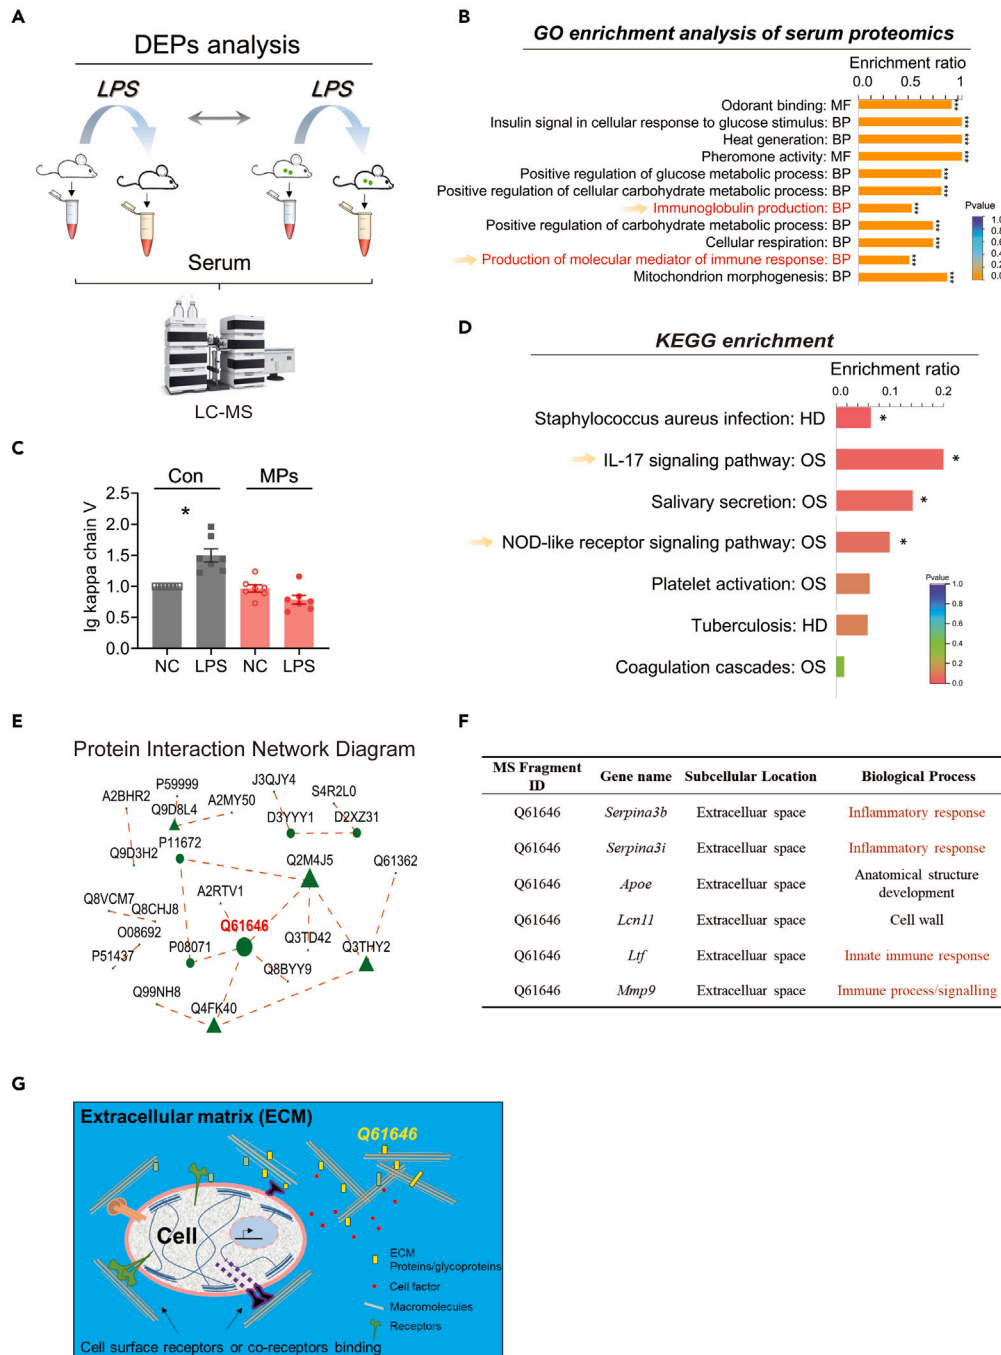 A
DEPs analysis
LPS
LPS
Serum
LC-MS
B
GO enrichment analysis of serum proteomics
Enrichment ratio
0 0.5 1
Odorant binding: MF ***
Insulin signal in cellular response to glucose stimulus: BP ***
Heat generation: BP ***
Pheromone activity: MF ***
Positive regulation of glucose metabolic process: BP ***
Positive regulation of cellular carbohydrate metabolic process: BP ***
Immunoglobulin production: BP ***
Positive regulation of carbohydrate metabolic process: BP ***
Cellular respiration: BP ***
Production of molecular mediator of immune response: BP ***
Mitochondrion morphogenesis: BP ***
Pvalue
1.0
0.8
0.6
0.4
0.2
0.0
C
Con MPs
Ig kappa chain V
2.5
2.0
1.5
1.0
0.5
0.0
*
NC LPS NC LPS
D
KEGG enrichment
Enrichment ratio
0.0 0.1 0.2
Staphylococcus aureus infection: HD *
IL-17 signaling pathway: OS *
Salivary secretion: OS *
NOD-like receptor signaling pathway: OS *
Platelet activation: OS
Tuberculosis: HD
Coagulation cascades: OS
Pvalue
1.0
0.8
0.6
0.4
0.2
0.0
E
Protein Interaction Network Diagram
P59999
J3QJY4
A2BHR2
Q9D8L4
A2MY50
S4R2L0
D3YYY1
D2XZ31
P11672
Q9D3H2
Q2M4J5
Q61362
A2RTV1
Q8VCM7
Q8CHJ8
Q61646
O08692
Q3TD42
Q3THY2
P51437
P08071
Q8BYY9
Q99NH8
Q4FK40
F
MS Fragment ID Gene name Subcellular Location Biological Process
Q61646 Serpina3b Extracelluar space Inflammatory response
Q61646 Serpina3i Extracelluar space Inflammatory response
Q61646 Apoe Extracelluar space Anatomical structure development
Q61646 Lcn11 Extracelluar space Cell wall
Q61646 Ltf Extracelluar space Innate immune response
Q61646 Mmp9 Extracelluar space Immune process/signalling
G
Extracellular matrix (ECM)
Q61646
Cell
ECM
Proteins/glycoproteins
Cell factor
Macromolecules
Receptors
Cell surface receptors or co-receptors binding